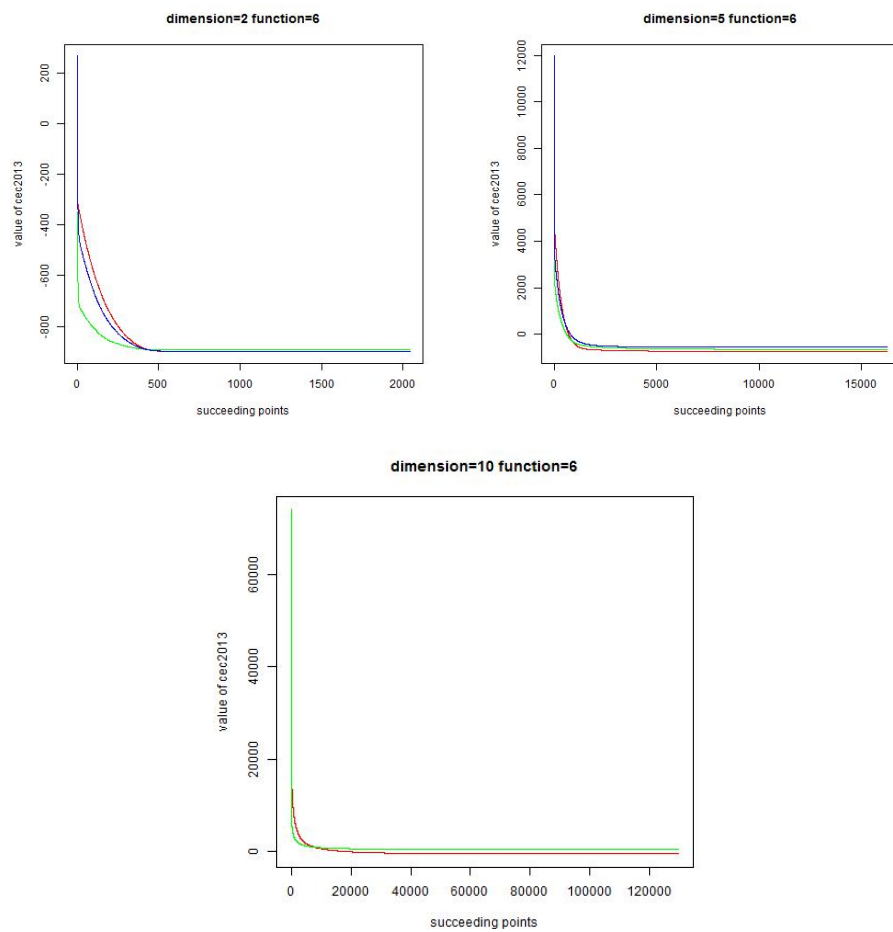 dimension=2 function=6
value of cec2013
200
0
-200
-400
-600
-800
0 500 1000 1500 2000
succeeding points
dimension=5 function=6
value of cec2013
12000
10000
8000
6000
4000
2000
0
0 5000 10000 15000
succeeding points
dimension=10 function=6
value of cec2013
60000
40000
20000
0
0 20000 40000 60000 80000 100000 120000
succeeding points